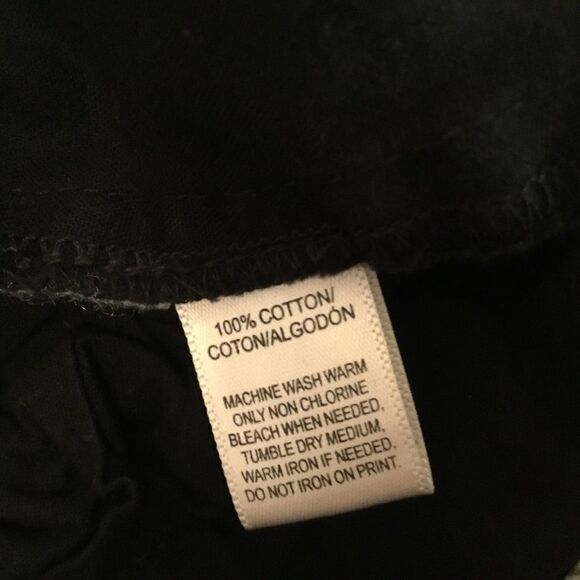 100% COTTON/
COTON/ALGODÓN
MACHINE WASH WARM
ONLY NON CHLORINE
BLEACH WHEN NEEDED,
TUMBLE DRY MEDIUM,
WARM IRON IF NEEDED.
DO NOT IRON ON PRINT.